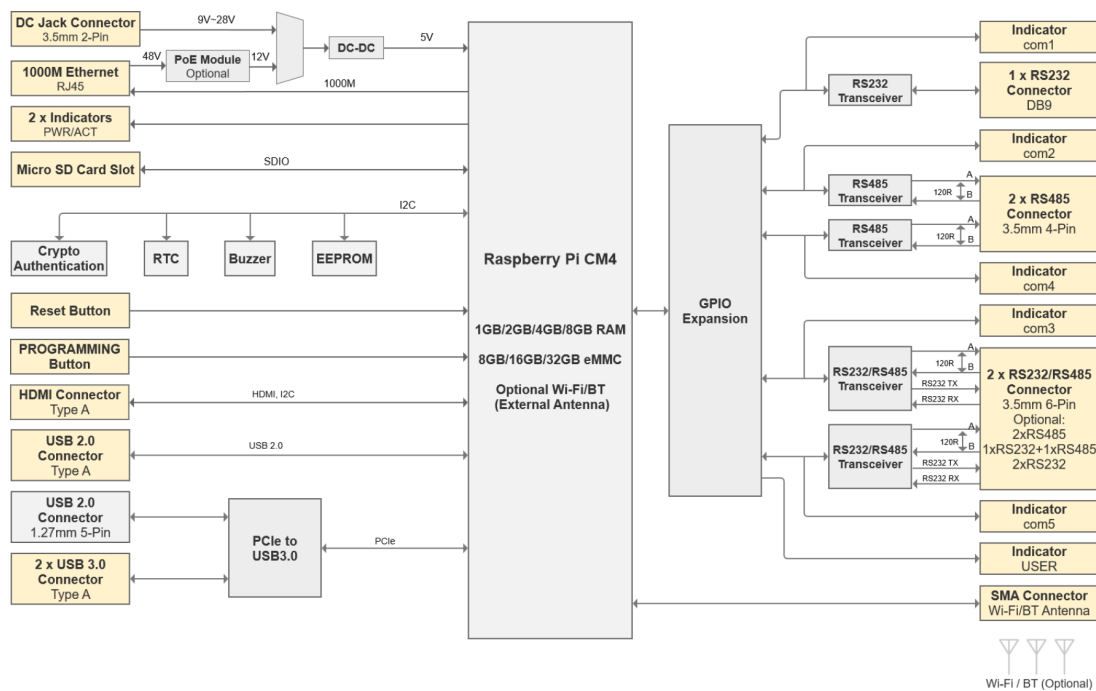 DC Jack Connector
3.5mm 2-Pin
9V~28V
48V
PoE Module
Optional
12V
DC-DC
5V
1000M Ethernet
RJ45
1000M
2 x Indicators
PWR/ACT
Micro SD Card Slot
SDIO
I2C
Crypto
Authentication
RTC
Buzzer
EEPROM
Reset Button
PROGRAMMING
Button
HDMI Connector
Type A
HDMI, I2C
USB 2.0
Connector
Type A
USB 2.0
USB 2.0
Connector
1.27mm 5-Pin
2 x USB 3.0
Connector
Type A
PCIe to
USB3.0
PCIe
Raspberry Pi CM4
1GB/2GB/4GB/8GB RAM
8GB/16GB/32GB eMMC
Optional Wi-Fi/BT
(External Antenna)
GPIO
Expansion
Indicator
com1
RS232
Transceiver
1 x RS232
Connector
DB9
Indicator
com2
RS485
Transceiver
A
120R
B
RS485
Transceiver
A
120R
B
2 x RS485
Connector
3.5mm 4-Pin
Indicator
com4
Indicator
com3
RS232/RS485
Transceiver
A
120R
B
RS232 TX
RS232 RX
RS232/RS485
Transceiver
A
120R
B
RS232 TX
RS232 RX
2 x RS232/RS485
Connector
3.5mm 6-Pin
Optional:
2xRS485
1xRS232+1xRS485
2xRS232
Indicator
com5
Indicator
USER
SMA Connector
Wi-Fi/BT Antenna
Wi-Fi / BT (Optional)